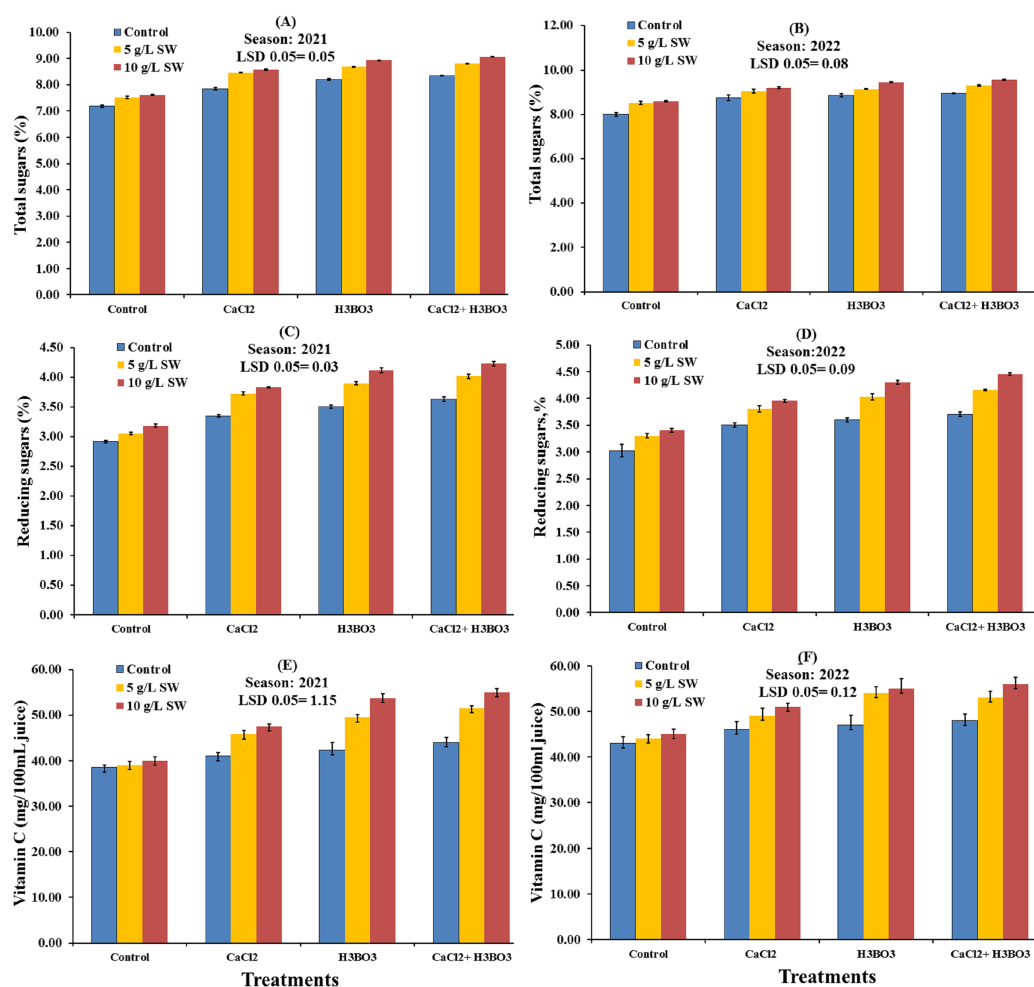 (A)
Season: 2021
LSD 0.05= 0.05
Control
5 g/L SW
10 g/L SW
Total sugars (%)
10.00
9.00
8.00
7.00
6.00
5.00
4.00
3.00
2.00
1.00
0.00
Control
CaCl2
H3BO3
CaCl2+ H3BO3
(B)
Season: 2022
LSD 0.05= 0.08
Control
5 g/L SW
10 g/L SW
Total sugars (%)
12.00
10.00
8.00
6.00
4.00
2.00
0.00
Control
CaCl2
H3BO3
CaCl2+ H3BO3
(C)
Season: 2021
LSD 0.05= 0.03
Control
5 g/L SW
10 g/L SW
Reducing sugars (%)
4.50
4.00
3.50
3.00
2.50
2.00
1.50
1.00
0.50
0.00
Control
CaCl2
H3BO3
CaCl2+ H3BO3
(D)
Season:2022
LSD 0.05= 0.09
Control
5 g/L SW
10 g/L SW
Reducing sugars,%
5.00
4.50
4.00
3.50
3.00
2.50
2.00
1.50
1.00
0.50
0.00
Control
CaCl2
H3BO3
CaCl2+ H3BO3
(E)
Season: 2021
LSD 0.05= 1.15
Control
5 g/L SW
10 g/L SW
Vitamin C (mg/100mL juice)
60.00
50.00
40.00
30.00
20.00
10.00
0.00
Control
CaCl2
H3BO3
CaCl2+ H3BO3
Treatments
(F)
Season: 2022
LSD 0.05= 0.12
Control
5 g/L SW
10 g/L SW
Vitamin C (mg/100ml juice)
60.00
50.00
40.00
30.00
20.00
10.00
0.00
Control
CaCl2
H3BO3
CaCl2+ H3BO3
Treatments